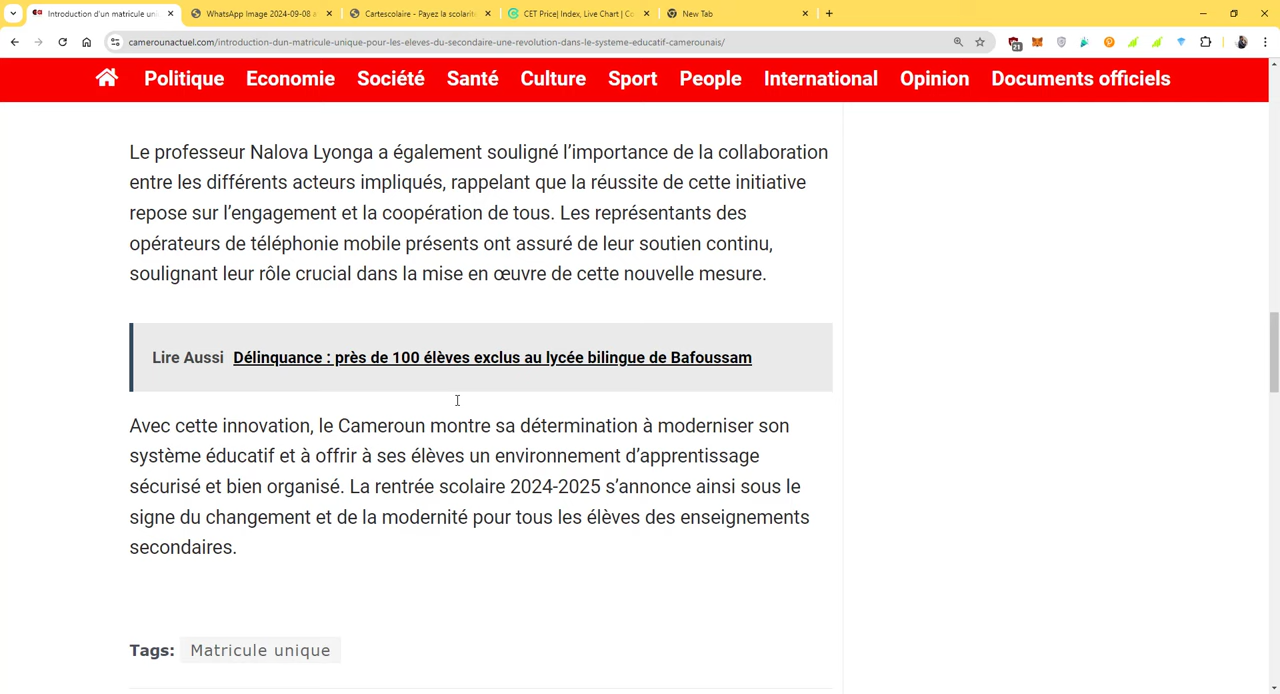 Introduction d'un matricule uni
WhatsApp Image 2024-09-08
Cartescolaire - Payez la scolarit
CET Price| Index, Live Chart | Co
New Tab
camerounactuel.com/introduction-dun-matricule-unique-pour-les-eleves-du-secondaire-une-revolution-dans-le-systeme-educatif-camerounais/
21
Politique Economie Société Santé Culture Sport People International Opinion Documents officiels
Le professeur Nalova Lyonga a également souligné l’importance de la collaboration
entre les différents acteurs impliqués, rappelant que la réussite de cette initiative
repose sur l’engagement et la coopération de tous. Les représentants des
opérateurs de téléphonie mobile présents ont assuré de leur soutien continu,
soulignant leur rôle crucial dans la mise en œuvre de cette nouvelle mesure.
Lire Aussi Délinquance : près de 100 élèves exclus au lycée bilingue de Bafoussam
Avec cette innovation, le Cameroun montre sa détermination à moderniser son
système éducatif et à offrir à ses élèves un environnement d’apprentissage
sécurisé et bien organisé. La rentrée scolaire 2024-2025 s’annonce ainsi sous le
signe du changement et de la modernité pour tous les élèves des enseignements
secondaires.
Tags: Matricule unique